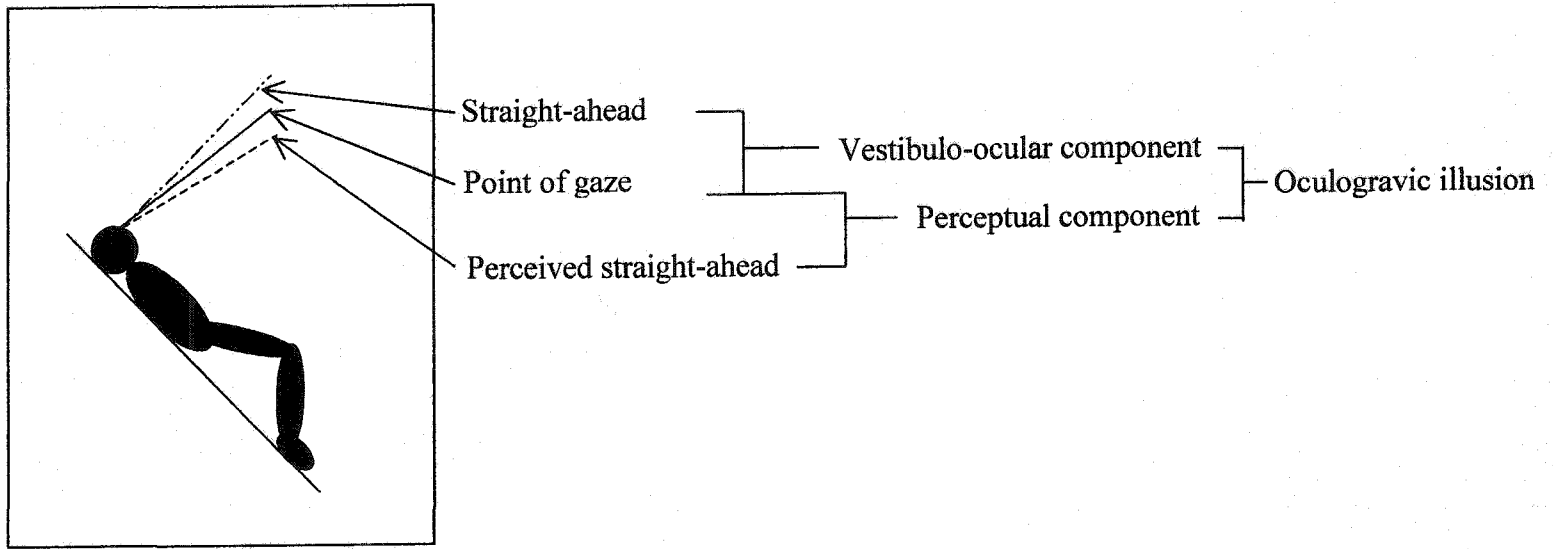 Straight-ahead
Vestibulo-ocular component
Point of gaze
Oculogravic illusion
Perceptual component
Perceived straight-ahead